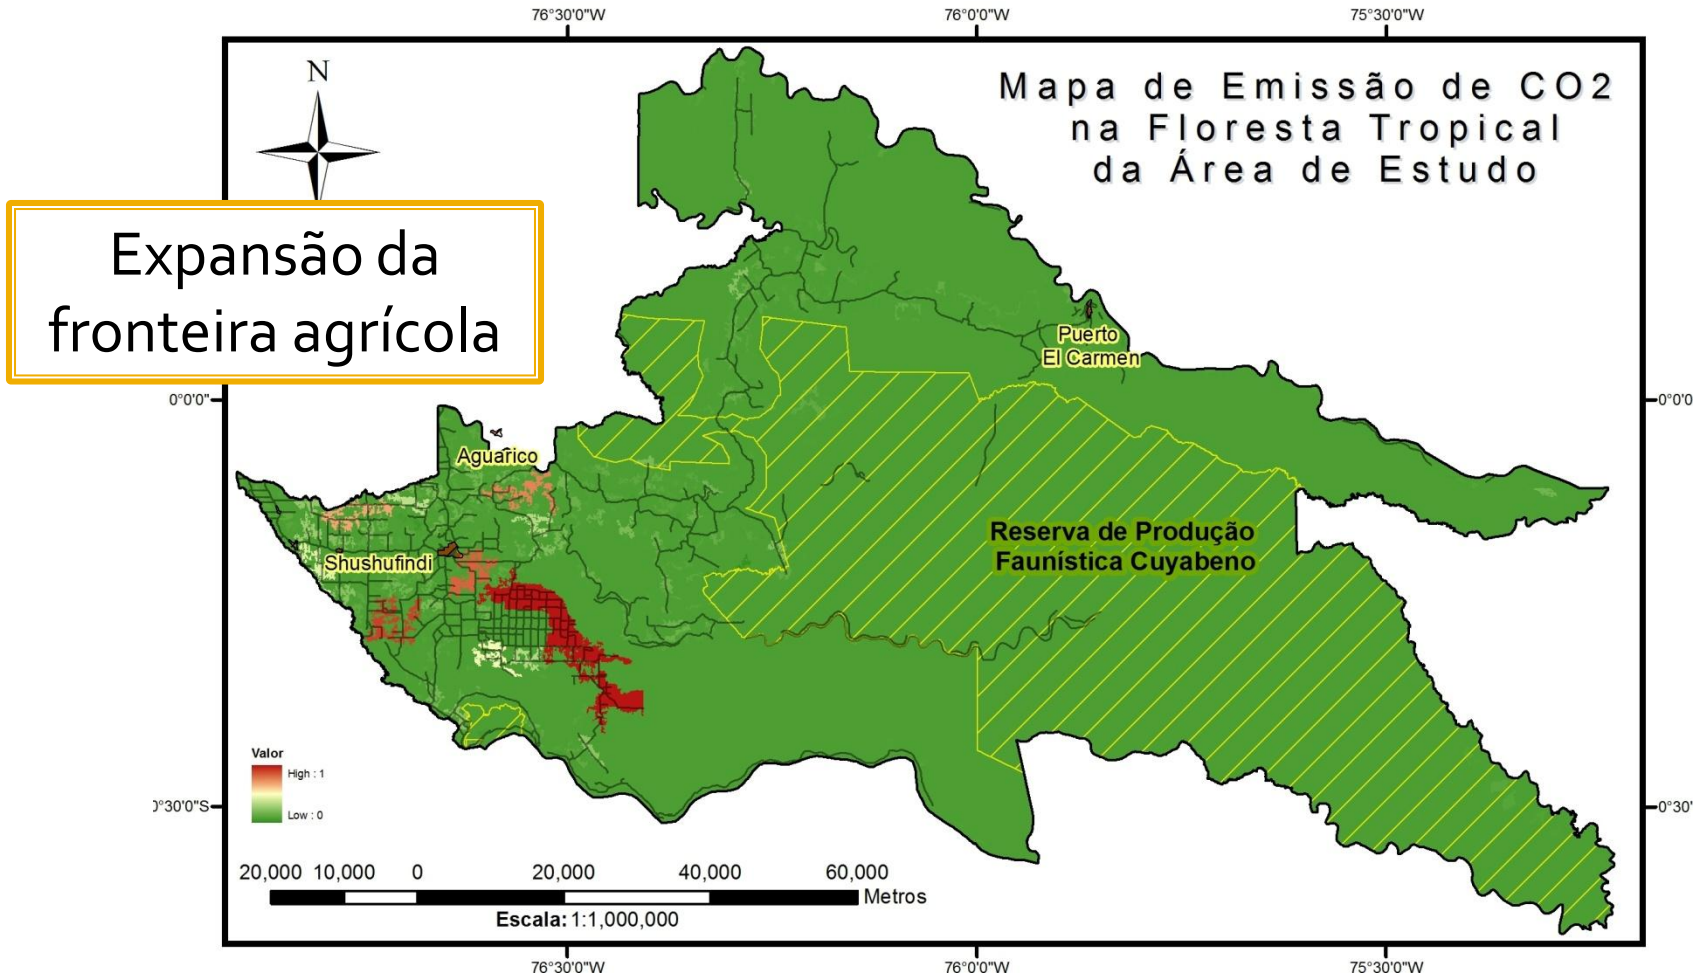 76°30'0"W
76°0'0"W
75°30'0"W
N
Mapa de Emissão de CO2
na Floresta Tropical
da Área de Estudo
Expansão da
fronteira agrícola
Puerto
El Carmen
0°0'0"
0°0'0
Aguarico
Reserva de Produção
Faunística Cuyabeno
Shushufindi
Valor
High : 1
Low : 0
0°30'0"S
0°30'
20,000 10,000 0 20,000 40,000 60,000
Metros
Escala: 1:1,000,000
76°30'0"W
76°0'0"W
75°30'0"W